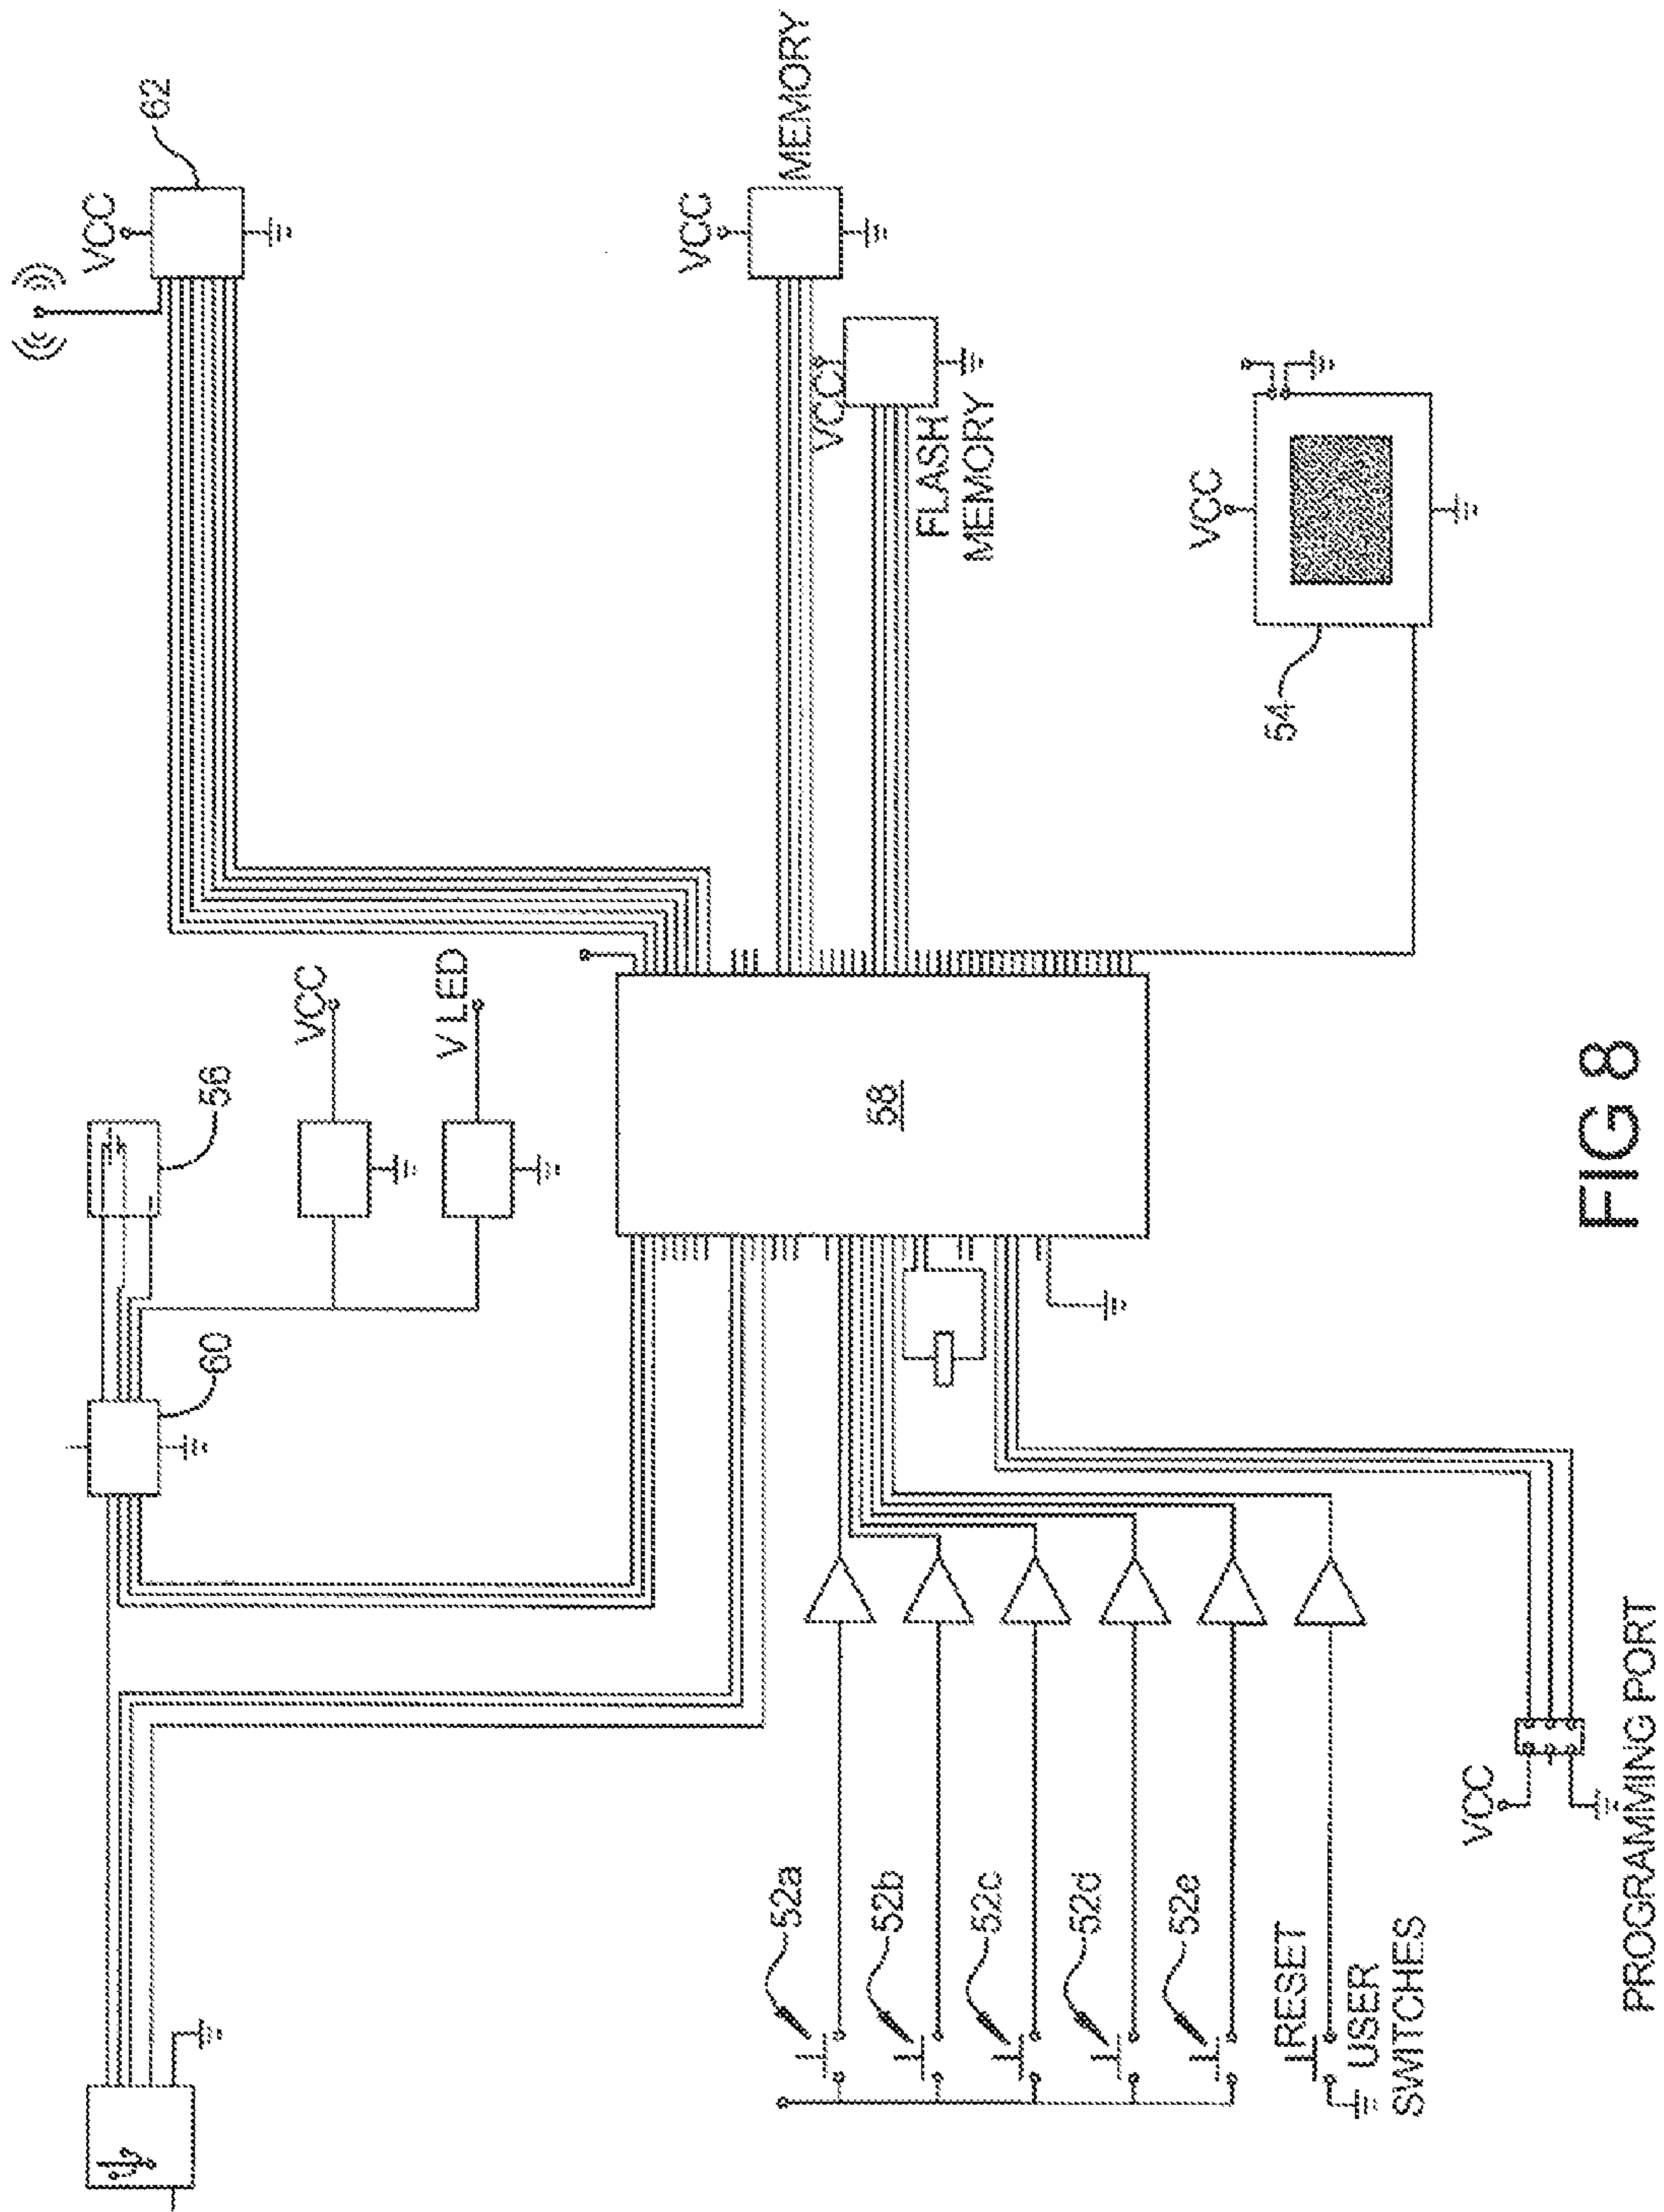 56
60
VCC
V LED
VCC
62
58
VCC
MEMORY
VCC
FLASH
MEMORY
52a
52b
52c
52d
52e
RESET
USER
SWITCHES
VCC
54
VCC
PROGRAMMING PORT
FIG 8